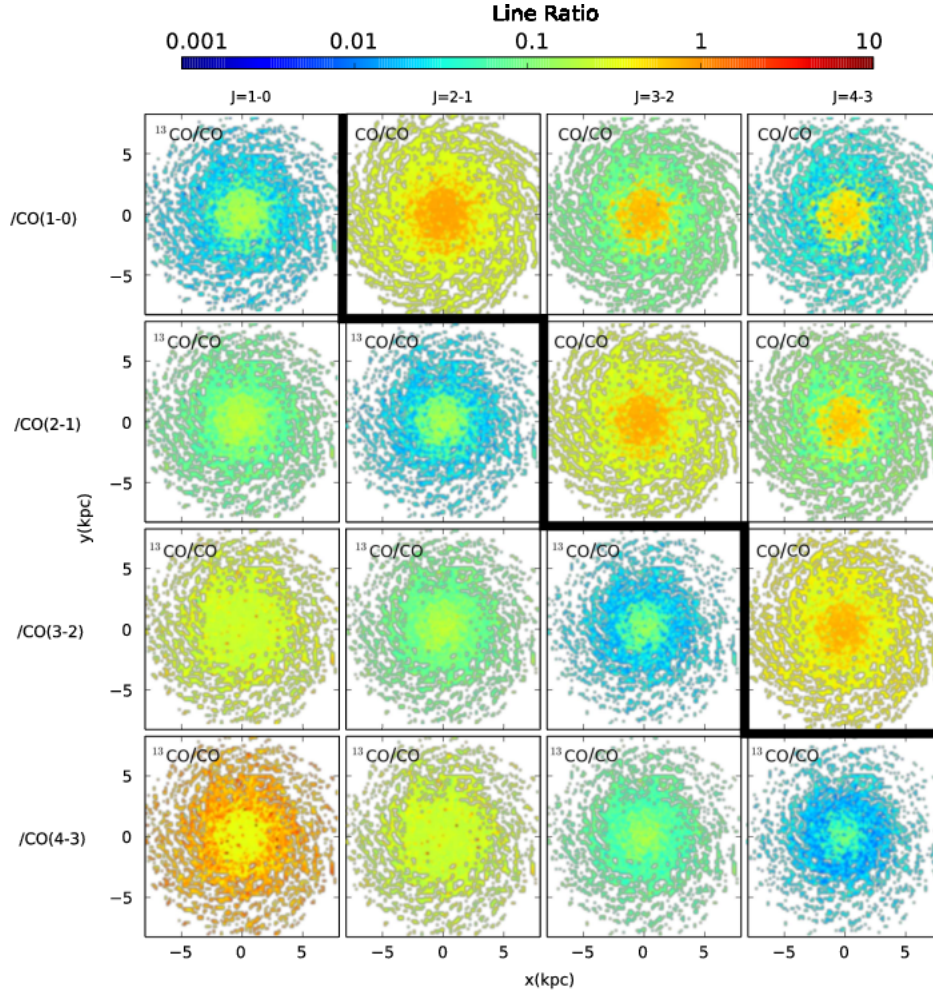 Line Ratio
0.001 0.01 0.1 1 10
J=1-0 J=2-1 J=3-2 J=4-3
/CO(1-0) 5 0 −5 ¹³CO/CO CO/CO CO/CO CO/CO
/CO(2-1) 5 0 −5 ¹³CO/CO ¹³CO/CO CO/CO CO/CO
y(kpc)
/CO(3-2) 5 0 −5 ¹³CO/CO ¹³CO/CO ¹³CO/CO CO/CO
/CO(4-3) 5 0 −5 ¹³CO/CO ¹³CO/CO ¹³CO/CO ¹³CO/CO
−5 0 5 −5 0 5 −5 0 5 −5 0 5
x(kpc)